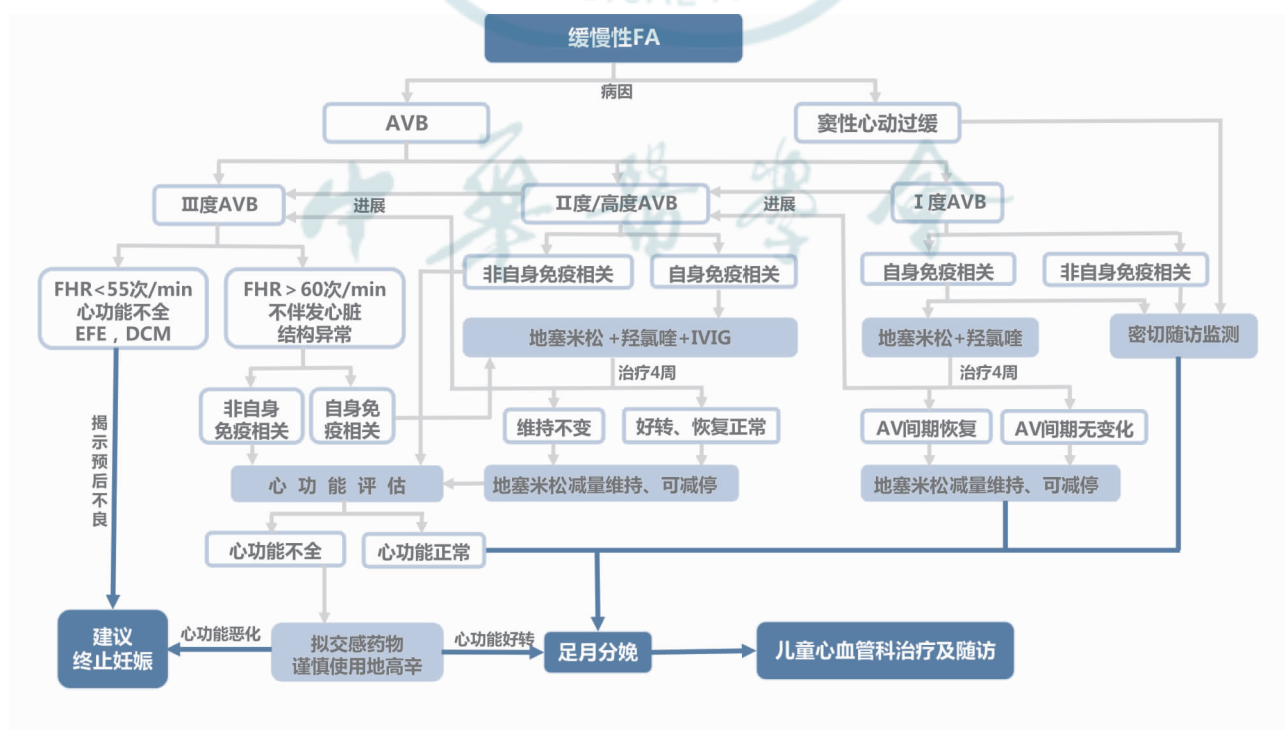 缓慢性FA
病因
AVB
窦性心动过缓
中华医学会
Ⅲ度AVB
进展
Ⅱ度/高度AVB
进展
Ⅰ度AVB
非自身免疫相关
自身免疫相关
自身免疫相关
非自身免疫相关
FHR<55次/min
心功能不全
EFE，DCM
FHR＞60次/min
不伴发心脏
结构异常
地塞米松+羟氯喹+IVIG
地塞米松+羟氯喹
密切随访监测
治疗4周
治疗4周
非自身
免疫相关
自身免
疫相关
维持不变
好转、恢复正常
AV间期恢复
AV间期无变化
揭示预后不良
心功能评估
地塞米松减量维持、可减停
地塞米松减量维持、可减停
心功能不全
心功能正常
建议
终止妊娠
心功能恶化
拟交感药物
谨慎使用地高辛
心功能好转
足月分娩
儿童心血管科治疗及随访